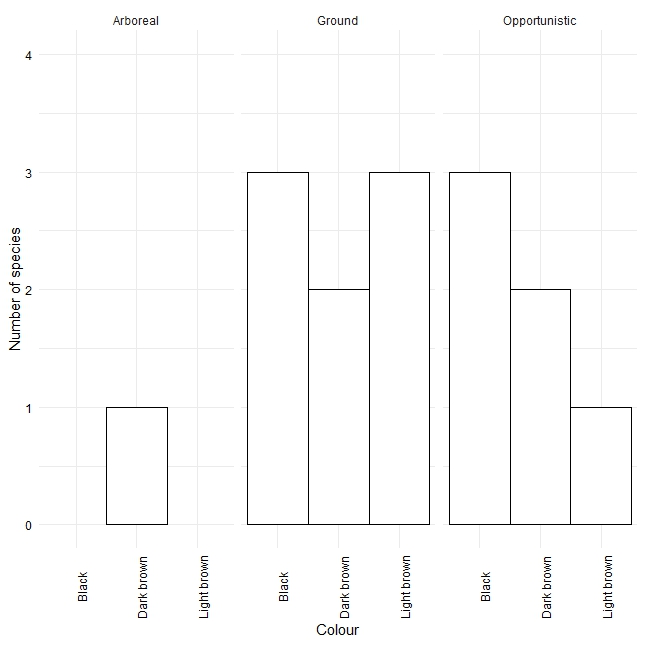 Arboreal Ground Opportunistic
4
3
2
1
0
Number of species
Black Dark brown Light brown Black Dark brown Light brown Black Dark brown Light brown
Colour